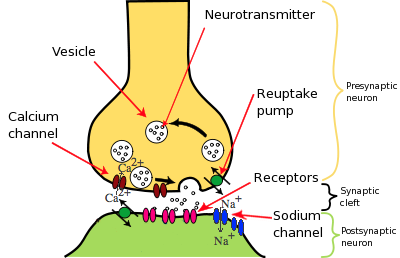 Neurotransmitter
Vesicle
Presynaptic
neuron
Reuptake
pump
Calcium
channel
Ca2+
Ca2+
Receptors
Synaptic
cleft
Na+
Sodium
channel
Na+
Postsynaptic
neuron